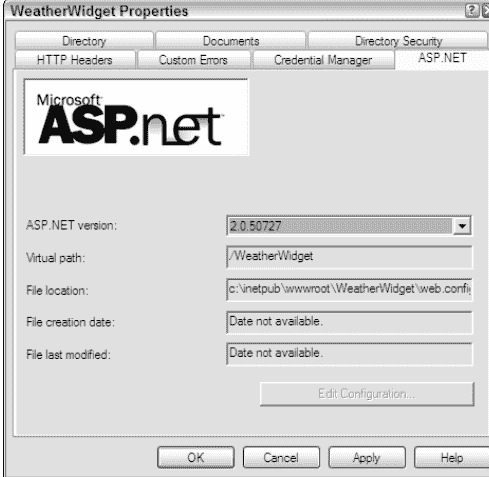 WeatherWidget Properties
Directory
Documents
Directory Security
HTTP Headers
Custom Errors
Credential Manager
ASP.NET
Microsoft
ASP.net
ASP.NET version:
2.0.50727
Virtual path:
/WeatherWidget
File location:
c:\inetpub\wwwroot\WeatherWidget\web.confi
File creation date:
Date not available.
File last modified:
Date not available.
Edit Configuration...
OK
Cancel
Apply
Help